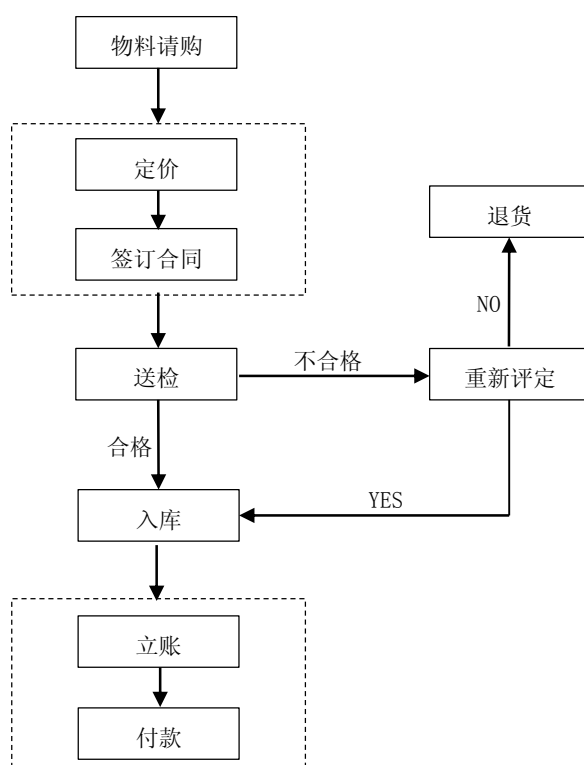 物料请购
定价
退货
签订合同
NO
不合格
送检
重新评定
合格
YES
入库
立账
付款